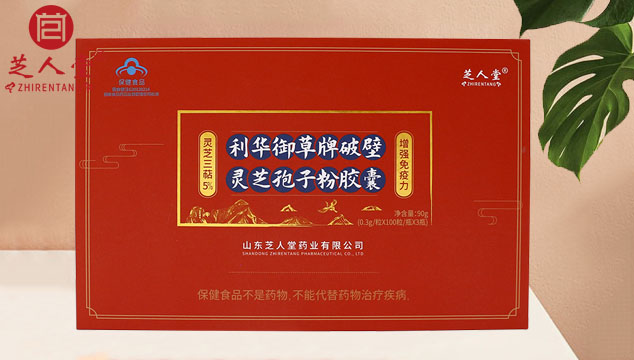 芝人堂
ZHIRENTANG
保健食品
芝人堂®
ZHIRENTANG
灵芝三萜
5%
利华御草牌破壁
灵芝孢子粉胶囊
增强免疫力
净含量:90g
(0.3g/粒X100粒/瓶X3瓶)
山东芝人堂药业有限公司
SHANDONG ZHIRENTANG PHARMACEUTICAL CO., LTD
保健食品不是药物,不能代替药物治疗疾病.